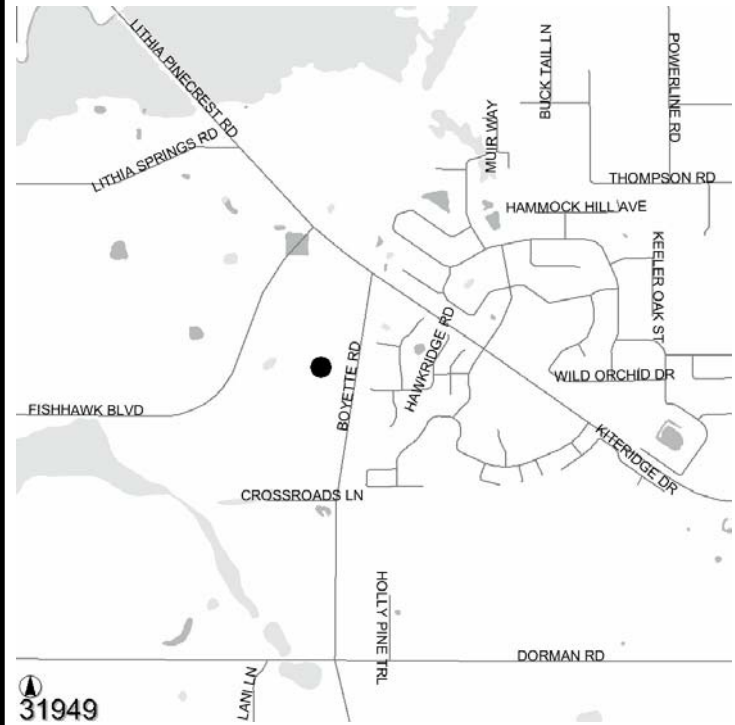 LITHIA PINECREST RD
BUCK TAIL LN
POWERLINE RD
MUIR WAY
LITHIA SPRINGS RD
THOMPSON RD
HAMMOCK HILL AVE
KEELER OAK ST
BOYETTE RD
HAWKRIDGE RD
WILD ORCHID DR
FISHHAWK BLVD
KITERIDGE DR
CROSSROADS LN
HOLLY PINE TRL
DORMAN RD
LANI LN
31949